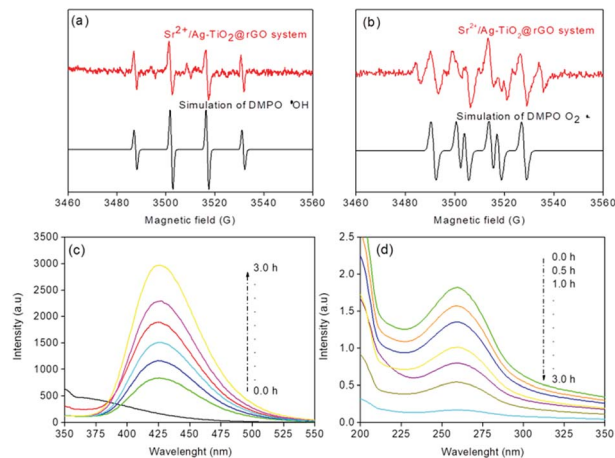 (a)
Sr2+/Ag-TiO2@rGO system
Simulation of DMPO •OH
3460 3480 3500 3520 3540 3560
Magnetic field (G)
(b)
Sr2+/Ag-TiO2@rGO system
Simulation of DMPO O2 •-
3460 3480 3500 3520 3540 3560
Magnetic field (G)
(c)
3500
3000
2500
2000
1500
1000
500
0
Intensity (a.u)
3.0 h
0.0 h
350 375 400 425 450 475 500 525 550
Wavelenght (nm)
(d)
2.5
2.0
1.5
1.0
0.5
0.0
Intensity (a.u)
0.0 h
0.5 h
1.0 h
3.0 h
200 225 250 275 300 325 350
Wavelenght (nm)